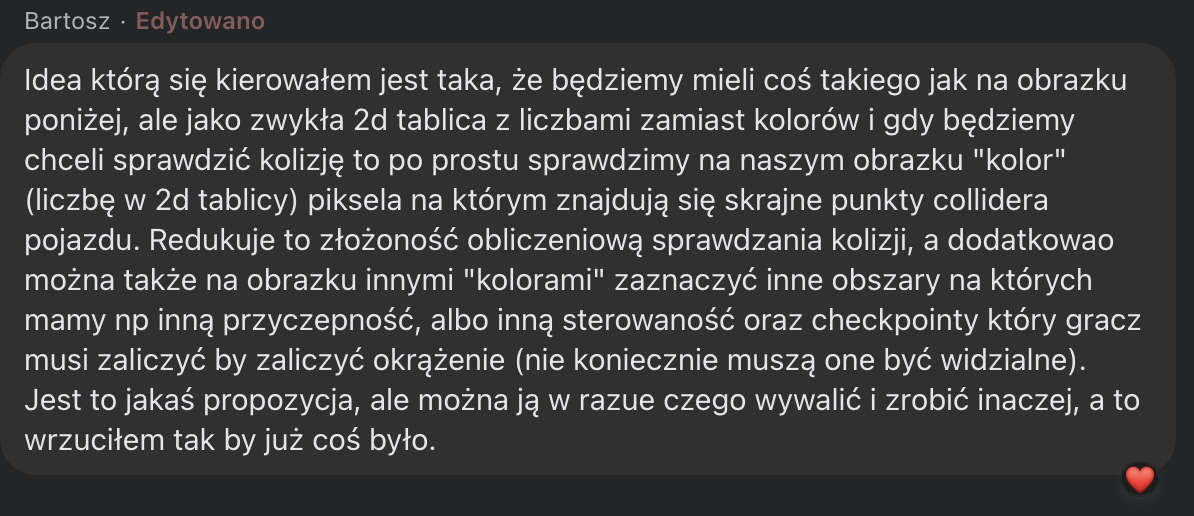 Bartosz · Edytowano
Idea którą się kierowałem jest taka, że będziemy mieli coś takiego jak na obrazku
poniżej, ale jako zwykła 2d tablica z liczbami zamiast kolorów i gdy będziemy
chceli sprawdzić kolizję to po prostu sprawdzimy na naszym obrazku "kolor"
(liczbę w 2d tablicy) piksela na którym znajdują się skrajne punkty collidera
pojazdu. Redukuje to złożoność obliczeniową sprawdzania kolizji, a dodatkowao
można także na obrazku innymi "kolorami" zaznaczyć inne obszary na których
mamy np inną przyczepność, albo inną sterowaność oraz checkpointy który gracz
musi zaliczyć by zaliczyć okrążenie (nie koniecznie muszą one być widzialne).
Jest to jakaś propozycja, ale można ją w razue czego wywalić i zrobić inaczej, a to
wrzuciłem tak by już coś było.